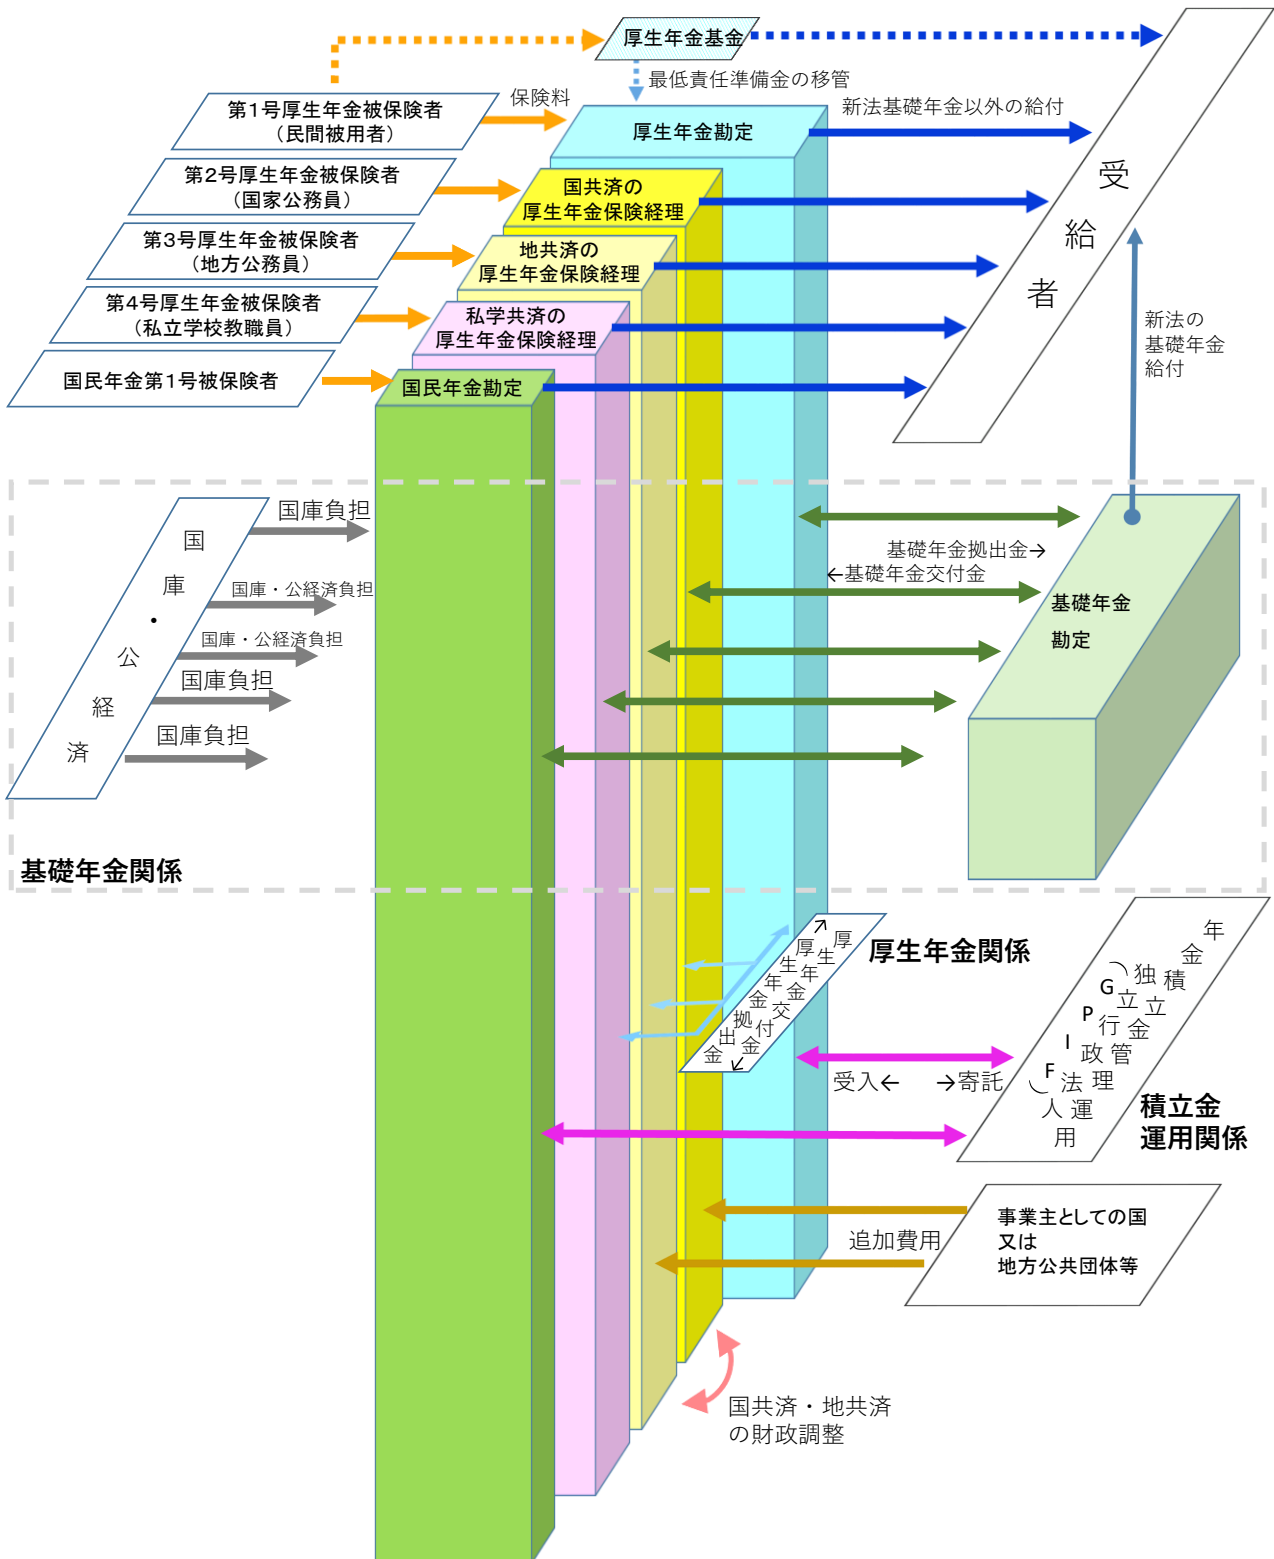 厚生年金基金
最低責任準備金の移管
保険料
第1号厚生年金被保険者
（民間被用者）
厚生年金勘定
新法基礎年金以外の給付
第2号厚生年金被保険者
（国家公務員）
国共済の
厚生年金保険経理
第3号厚生年金被保険者
（地方公務員）
地共済の
厚生年金保険経理
第4号厚生年金被保険者
（私立学校教職員）
私学共済の
厚生年金保険経理
国民年金第1号被保険者
国民年金勘定
受給者
新法の
基礎年金
給付
国庫・公経済
国庫負担
国庫・公経済負担
国庫・公経済負担
国庫負担
国庫負担
基礎年金拠出金→
←基礎年金交付金
基礎年金
勘定
基礎年金関係
厚生年金関係
厚生年金交付金→
←厚生年金拠出金
年金積立金管理運用
独立行政法人
（GPIF）
受入←
→寄託
積立金
運用関係
事業主としての国
又は
地方公共団体等
追加費用
国共済・地共済
の財政調整